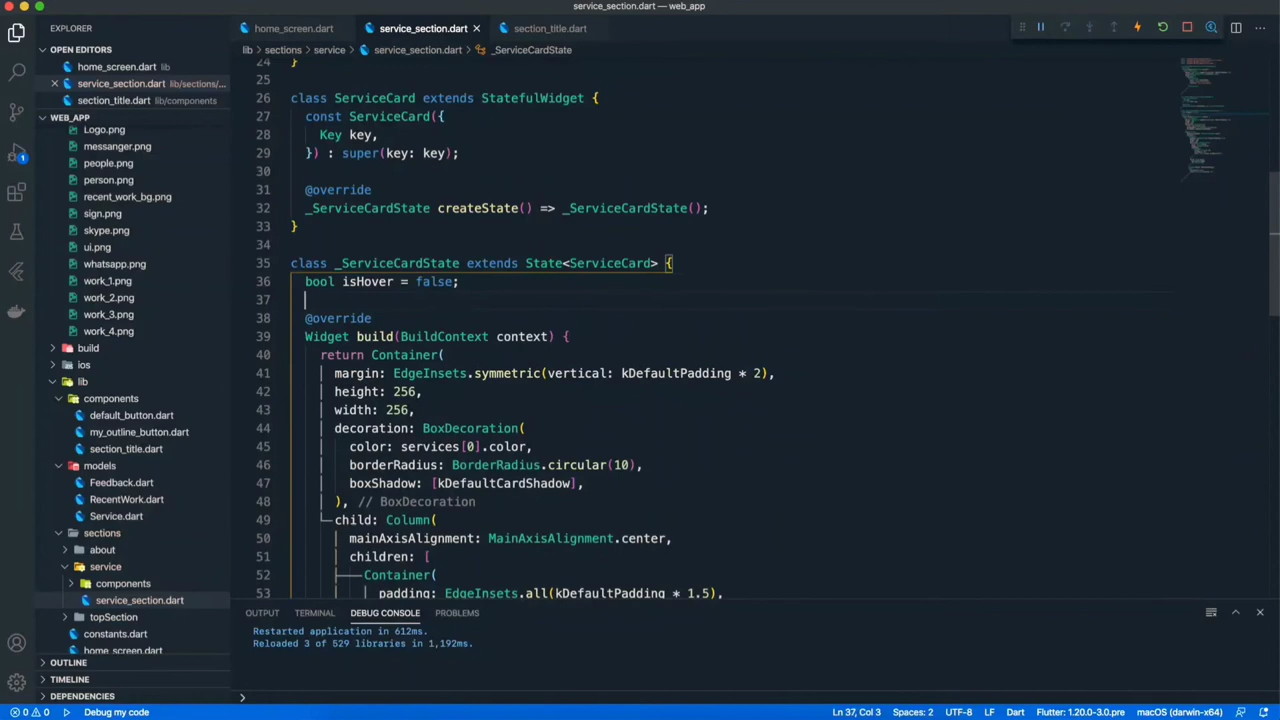 service_section.dart — web_app
EXPLORER
home_screen.dart
service_section.dart
section_title.dart
OPEN EDITORS
home_screen.dart lib
service_section.dart lib/sections/...
section_title.dart lib/components
WEB_APP
Logo.png
messanger.png
people.png
person.png
recent_work_bg.png
sign.png
skype.png
ui.png
whatsapp.png
work_1.png
work_2.png
work_3.png
work_4.png
build
ios
lib
components
default_button.dart
my_outline_button.dart
section_title.dart
models
Feedback.dart
RecentWork.dart
Service.dart
sections
about
service
components
service_section.dart
topSection
constants.dart
home_screen.dart
OUTLINE
TIMELINE
DEPENDENCIES
1
lib > sections > service > service_section.dart > _ServiceCardState
24 }
25
26 class ServiceCard extends StatefulWidget {
27 const ServiceCard({
28 Key key,
29 }) : super(key: key);
30
31 @override
32 _ServiceCardState createState() => _ServiceCardState();
33 }
34
35 class _ServiceCardState extends State<ServiceCard> {
36 bool isHover = false;
37
38 @override
39 Widget build(BuildContext context) {
40 return Container(
41 margin: EdgeInsets.symmetric(vertical: kDefaultPadding * 2),
42 height: 256,
43 width: 256,
44 decoration: BoxDecoration(
45 color: services[0].color,
46 borderRadius: BorderRadius.circular(10),
47 boxShadow: [kDefaultCardShadow],
48 ), // BoxDecoration
49 child: Column(
50 mainAxisAlignment: MainAxisAlignment.center,
51 children: [
52 Container(
53 padding: EdgeInsets.all(kDefaultPadding * 1.5),
OUTPUT TERMINAL DEBUG CONSOLE PROBLEMS
Restarted application in 612ms.
Reloaded 3 of 529 libraries in 1,192ms.
0 0 Debug my code Ln 37, Col 3 Spaces: 2 UTF-8 LF Dart Flutter: 1.20.0-3.0.pre macOS (darwin-x64)